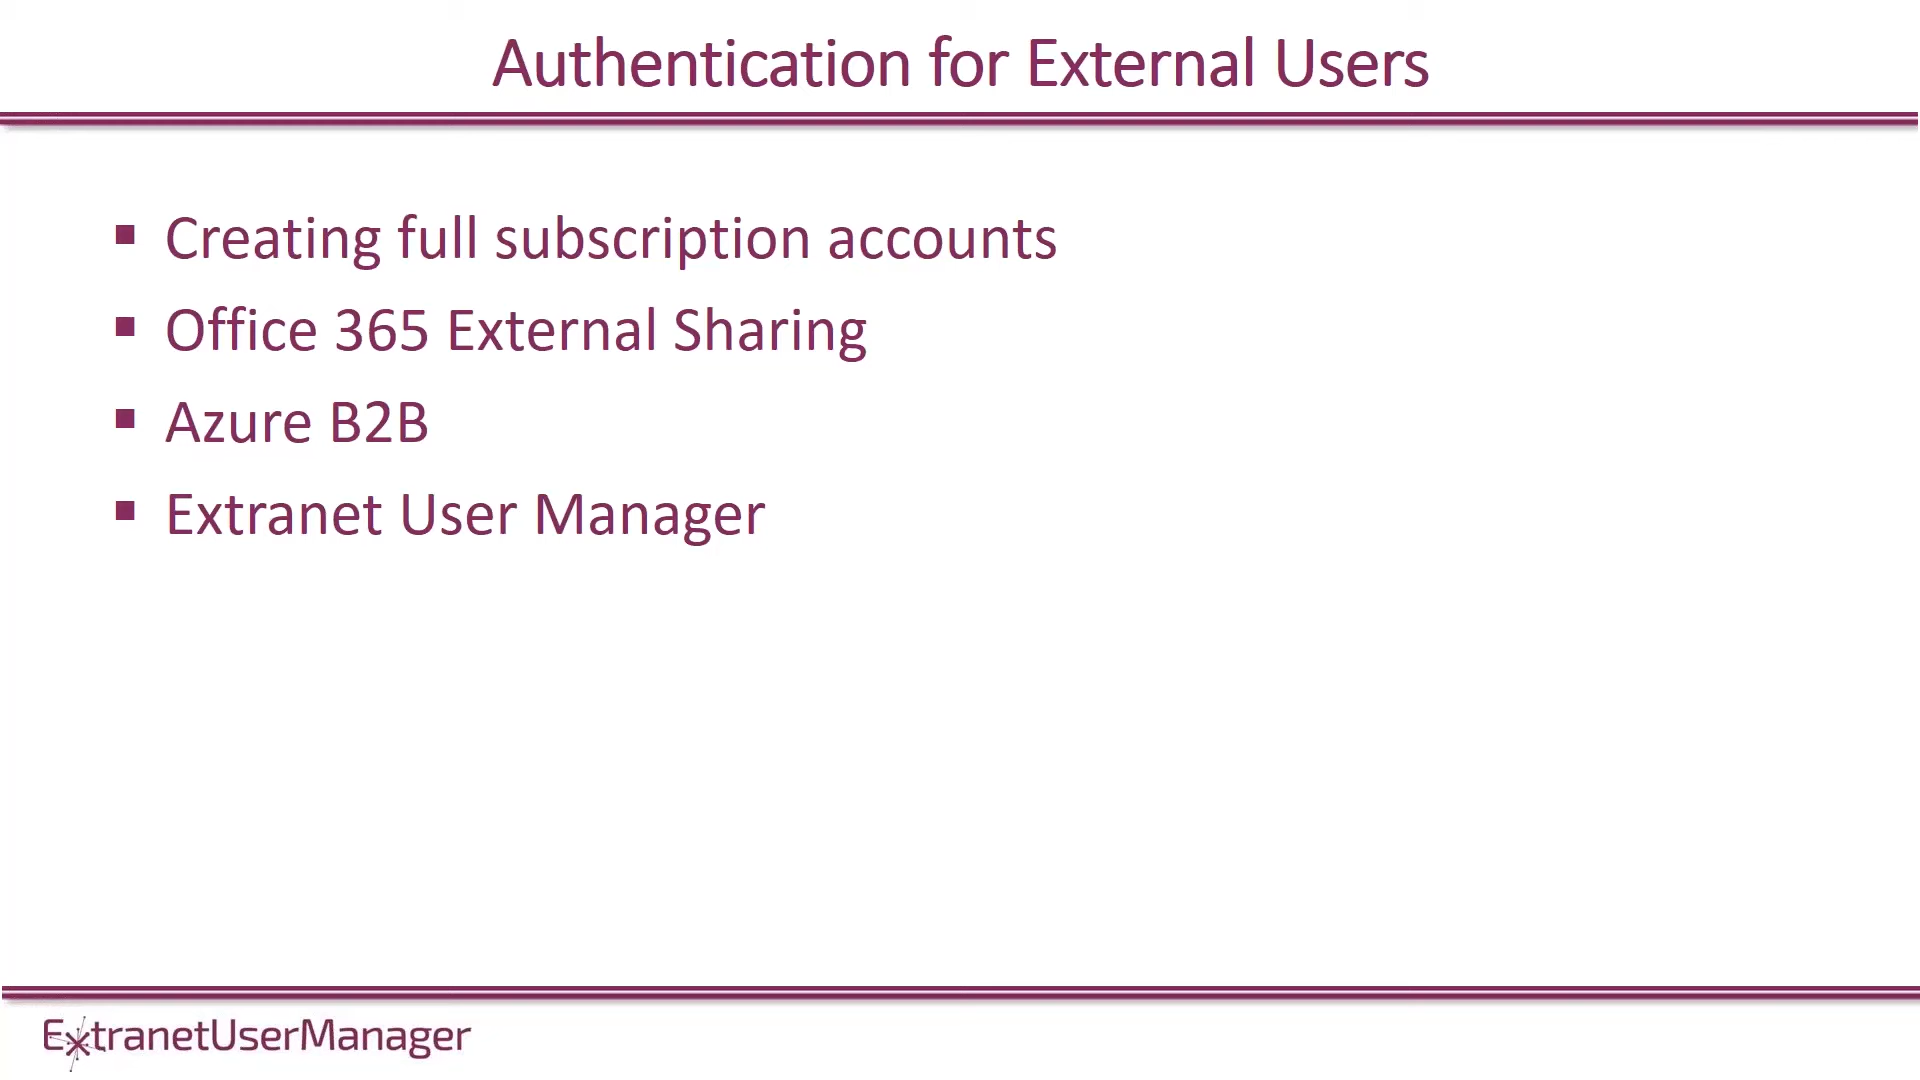 Authentication for External Users
▪ Creating full subscription accounts
▪ Office 365 External Sharing
▪ Azure B2B
▪ Extranet User Manager
ExtranetUserManager